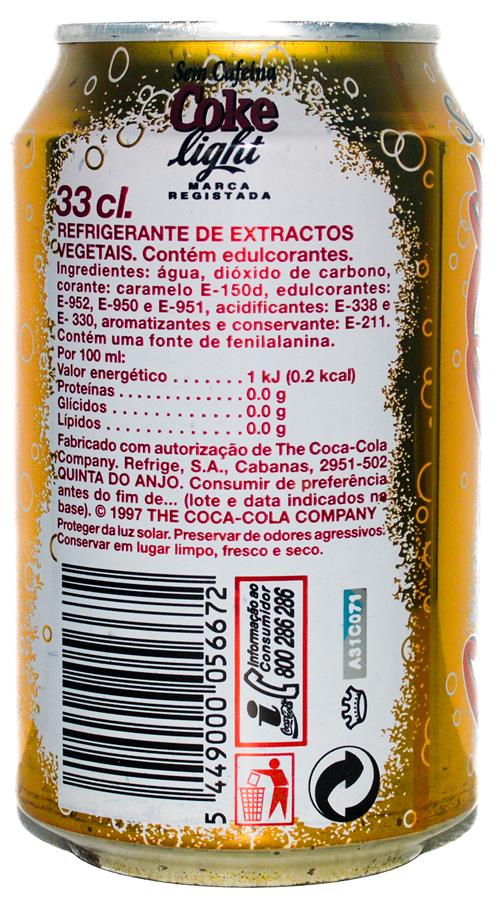 Sem Cafeína
Coke
light
MARCA
REGISTADA
33 cl.
REFRIGERANTE DE EXTRACTOS
VEGETAIS. Contém edulcorantes.
Ingredientes: água, dióxido de carbono,
corante: caramelo E-150d, edulcorantes:
E-952, E-950 e E-951, acidificantes: E-338 e
E- 330, aromatizantes e conservante: E-211.
Contém uma fonte de fenilalanina.
Por 100 ml:
Valor energético . . . . . . . 1 kJ (0.2 kcal)
Proteínas . . . . . . . . . . . . 0.0 g
Glícidos . . . . . . . . . . . . . 0.0 g
Lípidos . . . . . . . . . . . . . . 0.0 g
Fabricado com autorização de The Coca-Cola
Company. Refrige, S.A., Cabanas, 2951-502
QUINTA DO ANJO. Consumir de preferência
antes do fim de... (lote e data indicados na
base). © 1997 THE COCA-COLA COMPANY
Proteger da luz solar. Preservar de odores agressivos.
Conservar em lugar limpo, fresco e seco.
5 449000 056672
Informação ao
Consumidor
800 286 286
Coca-Cola
A31C071